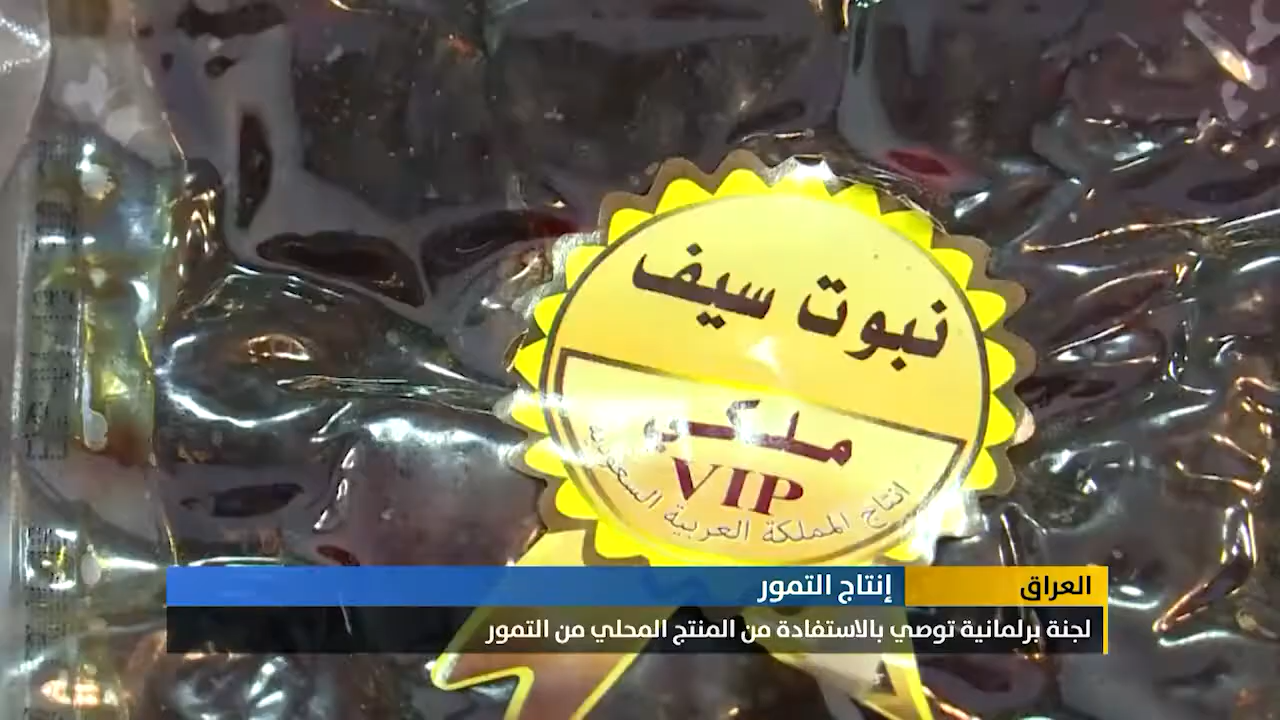 نبوت سيف
ملكي
VIP
انتاج المملكة العربية السعودية
العراق
إنتاج التمور
لجنة برلمانية توصي بالاستفادة من المنتج المحلي من التمور